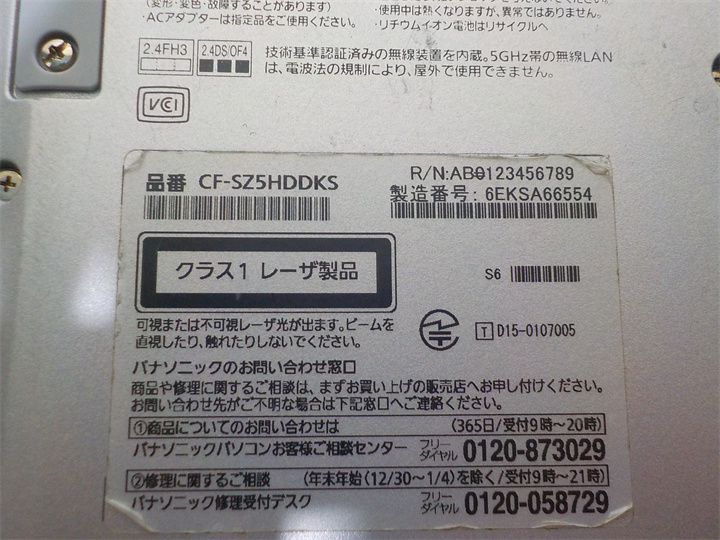 (変形・変色・故障することがあります)
・ACアダプターは指定品をご使用ください。
・使用中は熱くなりますが、異常ではありません。
・リチウムイオン電池はリサイクルへ
2.4FH3
2.4DS/OF4
技術基準認証済みの無線装置を内蔵。5GHz帯の無線LAN
は、電波法の規制により、屋外で使用できません。
VCI
品番 CF-SZ5HDDKS
R/N:AB0123456789
製造番号: 6EKSA66554
クラス1 レーザ製品
S6
可視または不可視レーザ光が出ます。ビームを
直視したり、触れたりしないでください。
T D15-0107005
パナソニックのお問い合わせ窓口
商品や修理に関するご相談は、まずお買い上げの販売店へお申し付けください。
お問い合わせ先がご不明な場合は下記窓口へご連絡ください。
①商品についてのお問い合わせは (365日/受付9時～20時)
パナソニックパソコンお客様ご相談センター フリーダイヤル 0120-873029
②修理に関するご相談 (年末年始(12/30～1/4)を除く/受付9時～21時)
パナソニック修理受付デスク フリーダイヤル 0120-058729